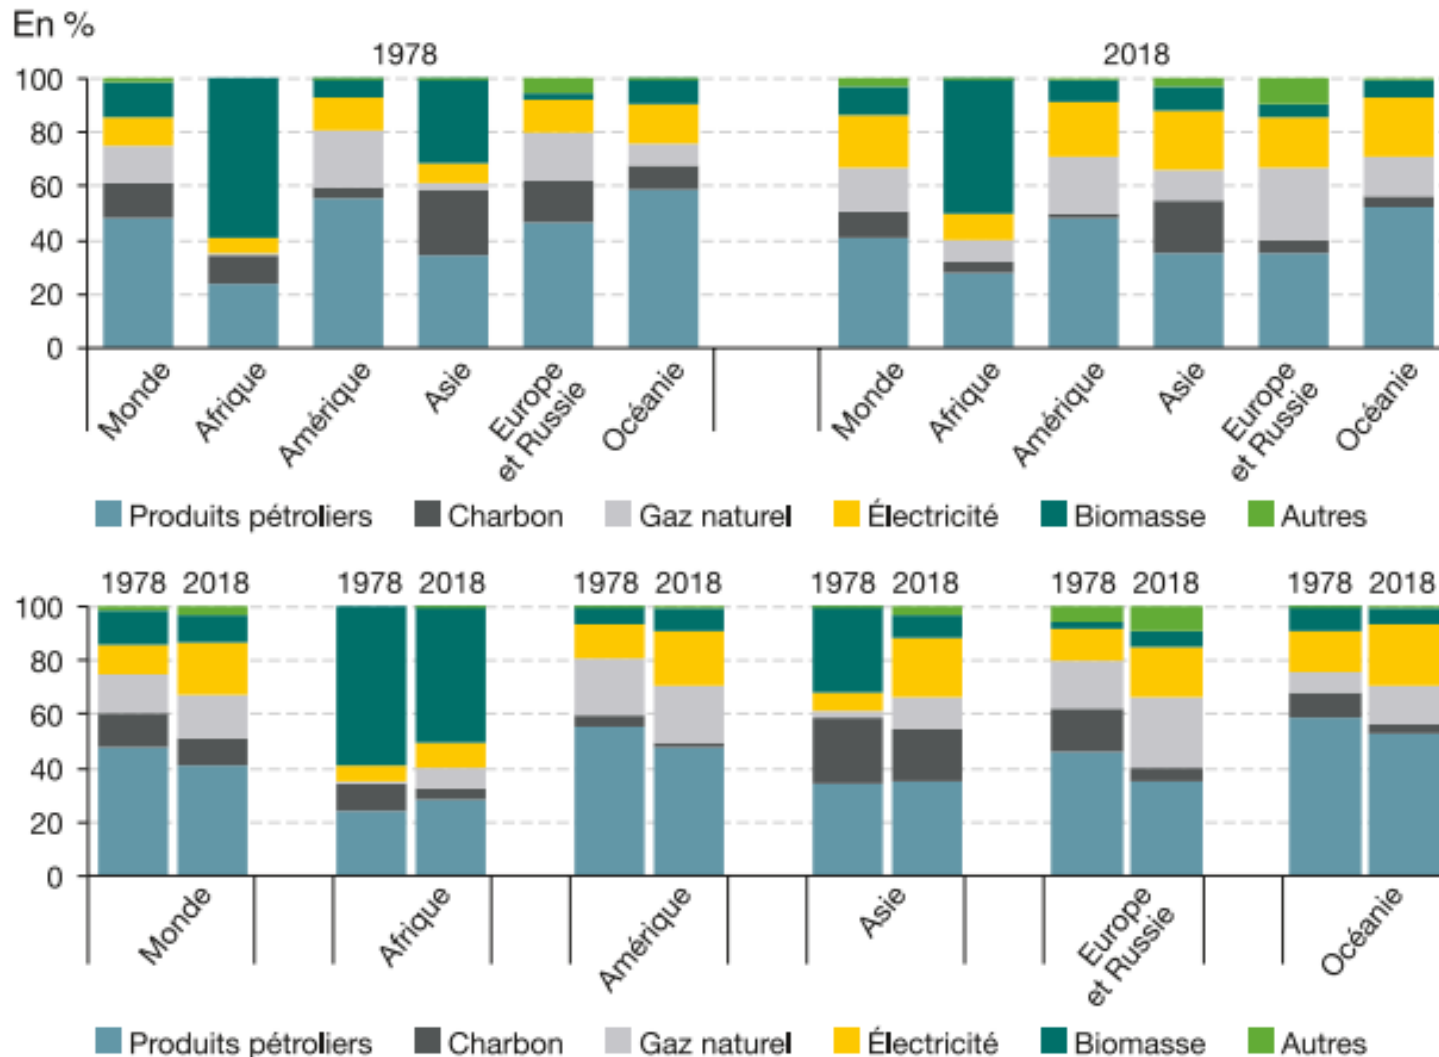 En %
1978 2018
100
80
60
40
20
0
Monde Afrique Amérique Asie Europe et Russie Océanie Monde Afrique Amérique Asie Europe et Russie Océanie
Produits pétroliers Charbon Gaz naturel Électricité Biomasse Autres
1978 2018 1978 2018 1978 2018 1978 2018 1978 2018 1978 2018
100
80
60
40
20
0
Monde Afrique Amérique Asie Europe et Russie Océanie
Produits pétroliers Charbon Gaz naturel Électricité Biomasse Autres